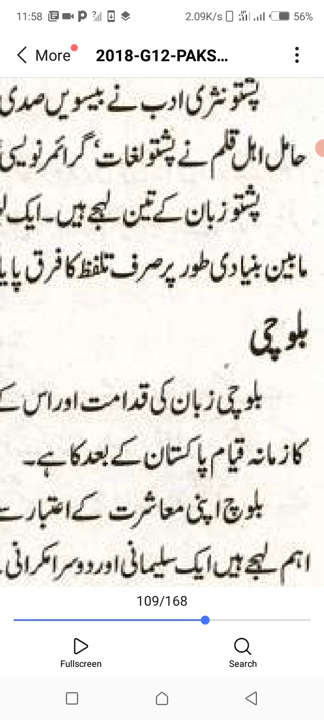 11:58
2.09K/s
56%
More
2018-G12-PAKS...
پشتو نثری ادب نے بیسویں صدی
حامل اہل قلم نے پشتو لغات، گرائمر نویسی
پشتو زبان کے تین لہجے ہیں۔ ایک
مابین بنیادی طور پر صرف تلفظ کا فرق پایا
بلوچی
بلوچی زبان کی قدامت اور اس کے
کا زمانہ قیام پاکستان کے بعد کا ہے۔
بلوچ اپنی معاشرت کے اعتبار سے
اہم لہجے ہیں ایک سلیمانی اور دوسرا مکرانی
109/168
Fullscreen
Search